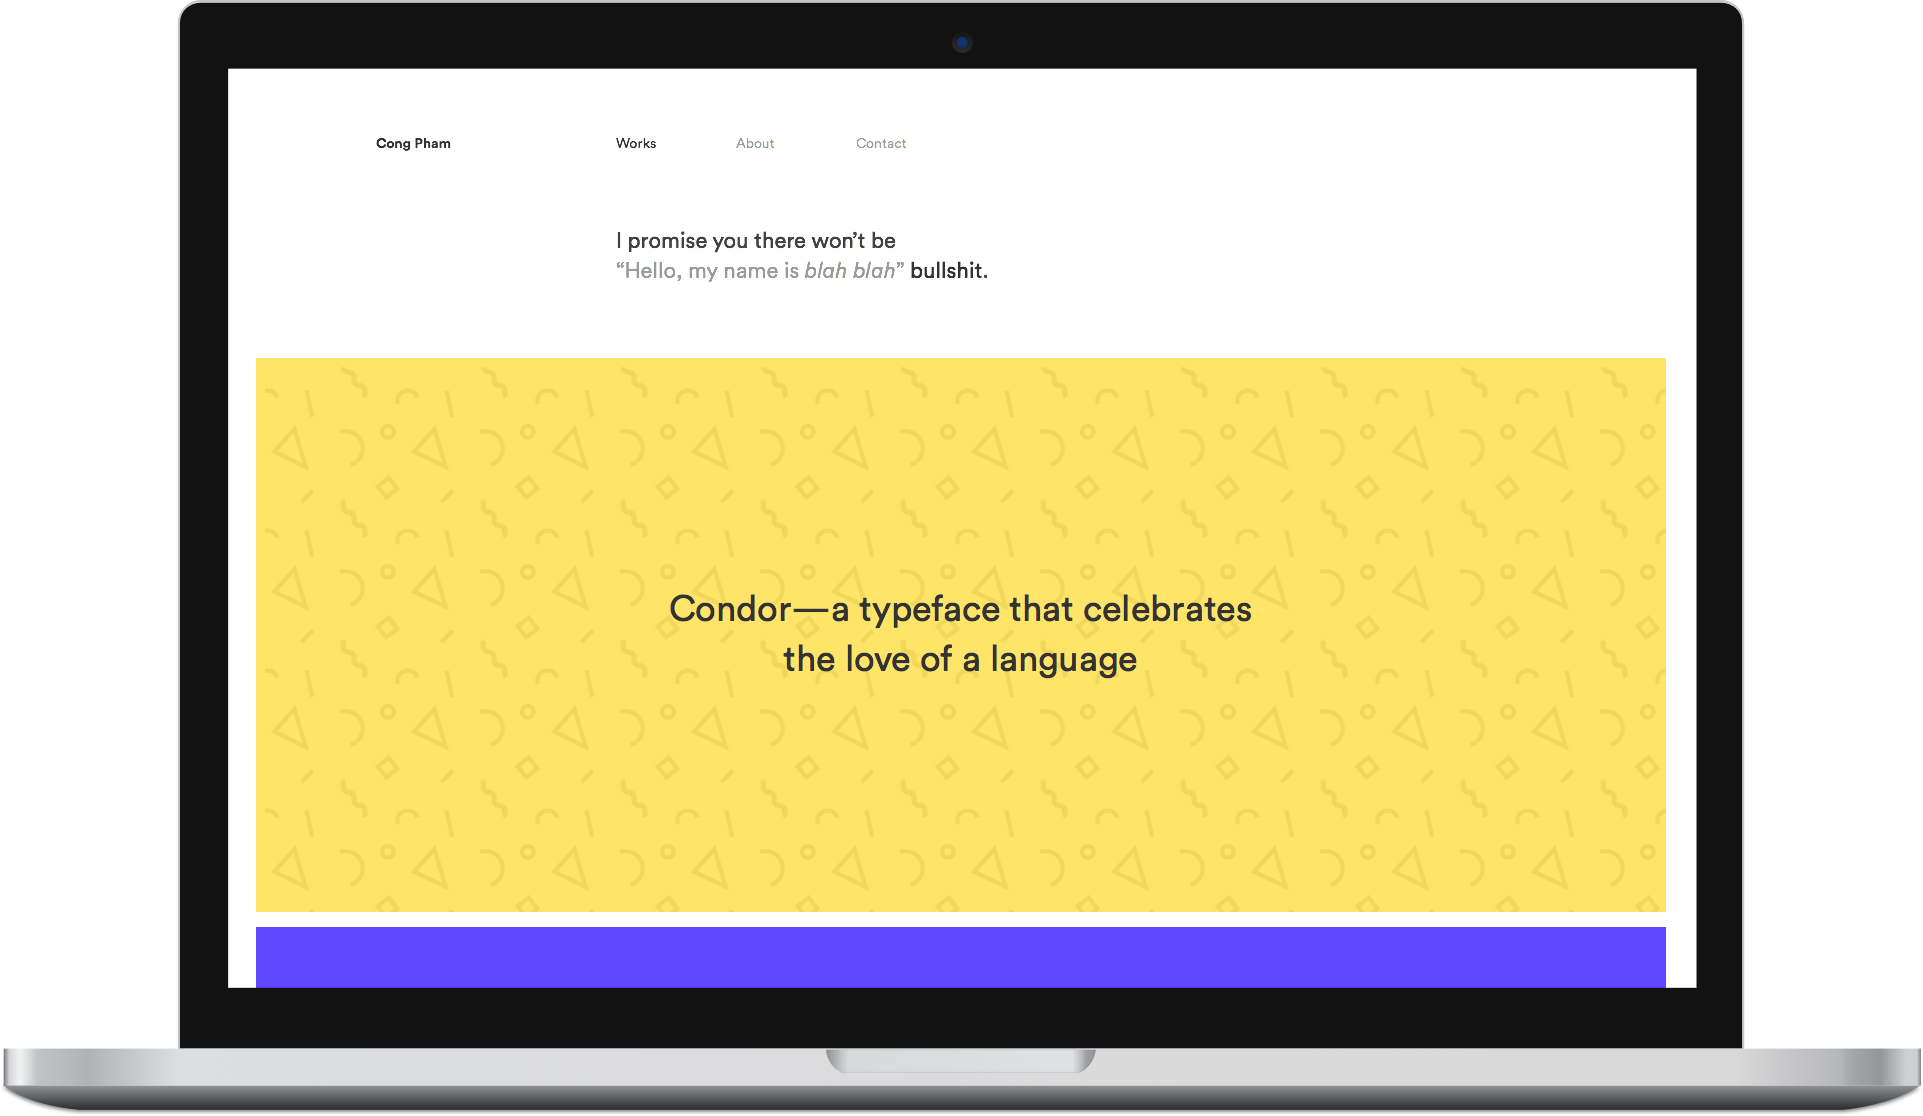 Cong Pham Works About Contact
I promise you there won’t be
“Hello, my name is blah blah” bullshit.
Condor—a typeface that celebrates
the love of a language